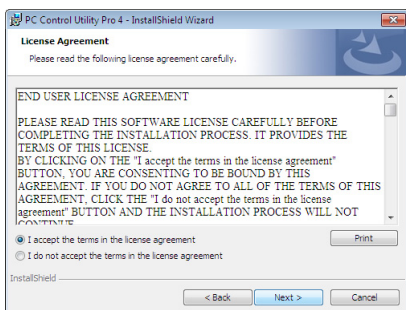 PC Control Utility Pro 4 - InstallShield Wizard
License Agreement
Please read the following license agreement carefully.
END USER LICENSE AGREEMENT
PLEASE READ THIS SOFTWARE LICENSE CAREFULLY BEFORE
COMPLETING THE INSTALLATION PROCESS. IT PROVIDES THE
TERMS OF THIS LICENSE.
BY CLICKING ON THE "I accept the terms in the license agreement"
BUTTON, YOU ARE CONSENTING TO BE BOUND BY THIS
AGREEMENT. IF YOU DO NOT AGREE TO ALL OF THE TERMS OF THIS
AGREEMENT, CLICK THE "I do not accept the terms in the license
agreement" BUTTON AND THE INSTALLATION PROCESS WILL NOT
CONTINUE
I accept the terms in the license agreement
Print
I do not accept the terms in the license agreement
InstallShield
< Back
Next >
Cancel